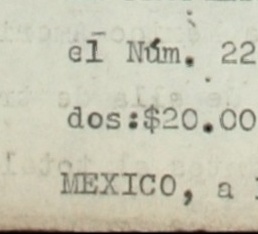 el Núm. 22
dos:$20.00
MEXICO, a